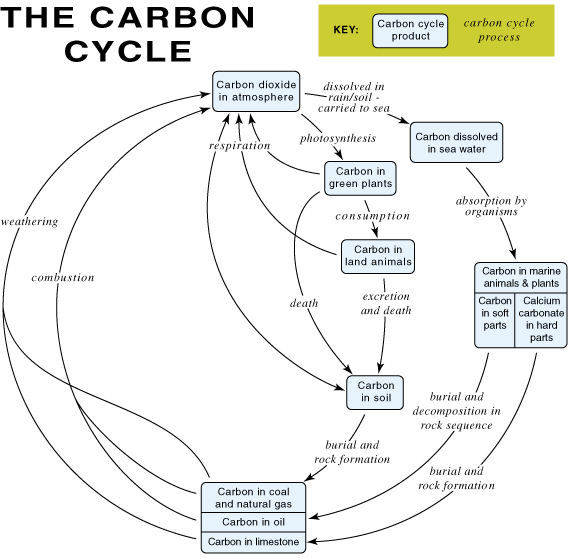 THE CARBON
CYCLE
KEY:
Carbon cycle
product
carbon cycle
process
Carbon dioxide
in atmosphere
dissolved in
rain/soil -
carried to sea
Carbon dissolved
in sea water
respiration
photosynthesis
Carbon in
green plants
absorption by
organisms
weathering
consumption
Carbon in
land animals
combustion
Carbon in marine
animals & plants
Carbon
in soft
parts
Calcium
carbonate
in hard
parts
death
excretion
and death
Carbon
in soil
burial and
decomposition in
rock sequence
burial and
rock formation
burial and
rock formation
Carbon in coal
and natural gas
Carbon in oil
Carbon in limestone